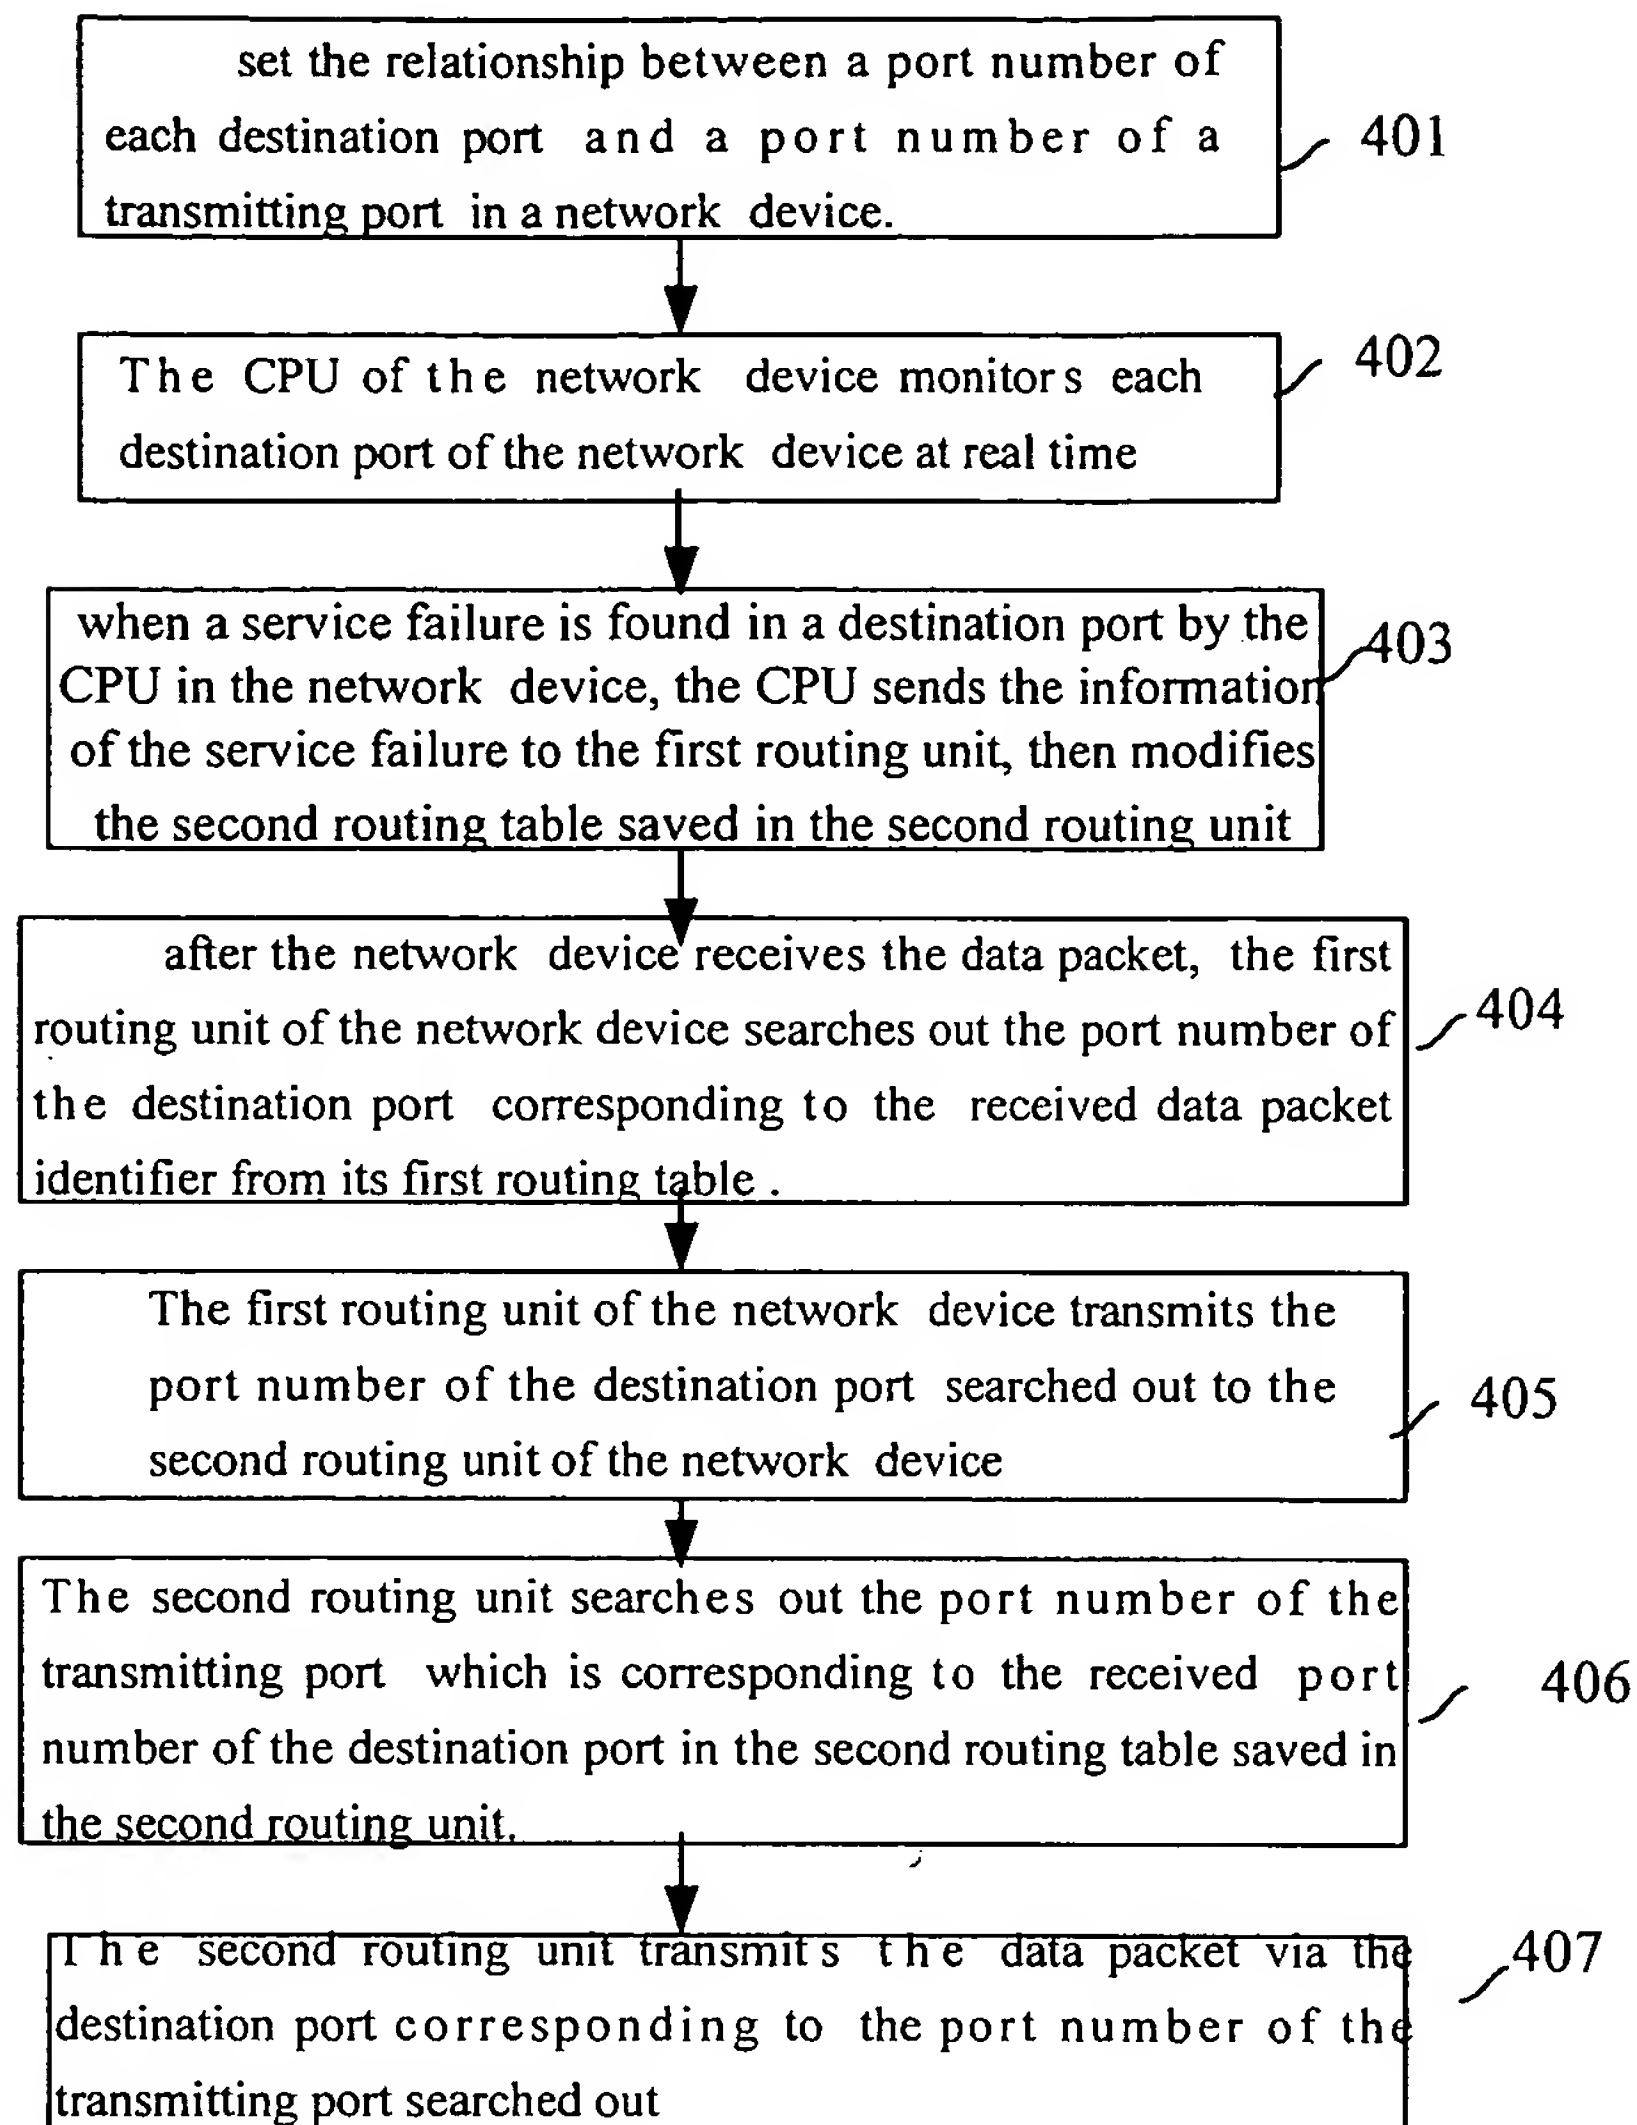 set the relationship between a port number of
each destination port and a port number of a
transmitting port in a network device.
401
The CPU of the network device monitors each
destination port of the network device at real time
402
when a service failure is found in a destination port by the
CPU in the network device, the CPU sends the information
of the service failure to the first routing unit, then modifies
the second routing table saved in the second routing unit
403
after the network device receives the data packet, the first
routing unit of the network device searches out the port number of
the destination port corresponding to the received data packet
identifier from its first routing table .
404
The first routing unit of the network device transmits the
port number of the destination port searched out to the
second routing unit of the network device
405
The second routing unit searches out the port number of the
transmitting port which is corresponding to the received port
number of the destination port in the second routing table saved in
the second routing unit.
406
The second routing unit transmits the data packet via the
destination port corresponding to the port number of the
transmitting port searched out
407